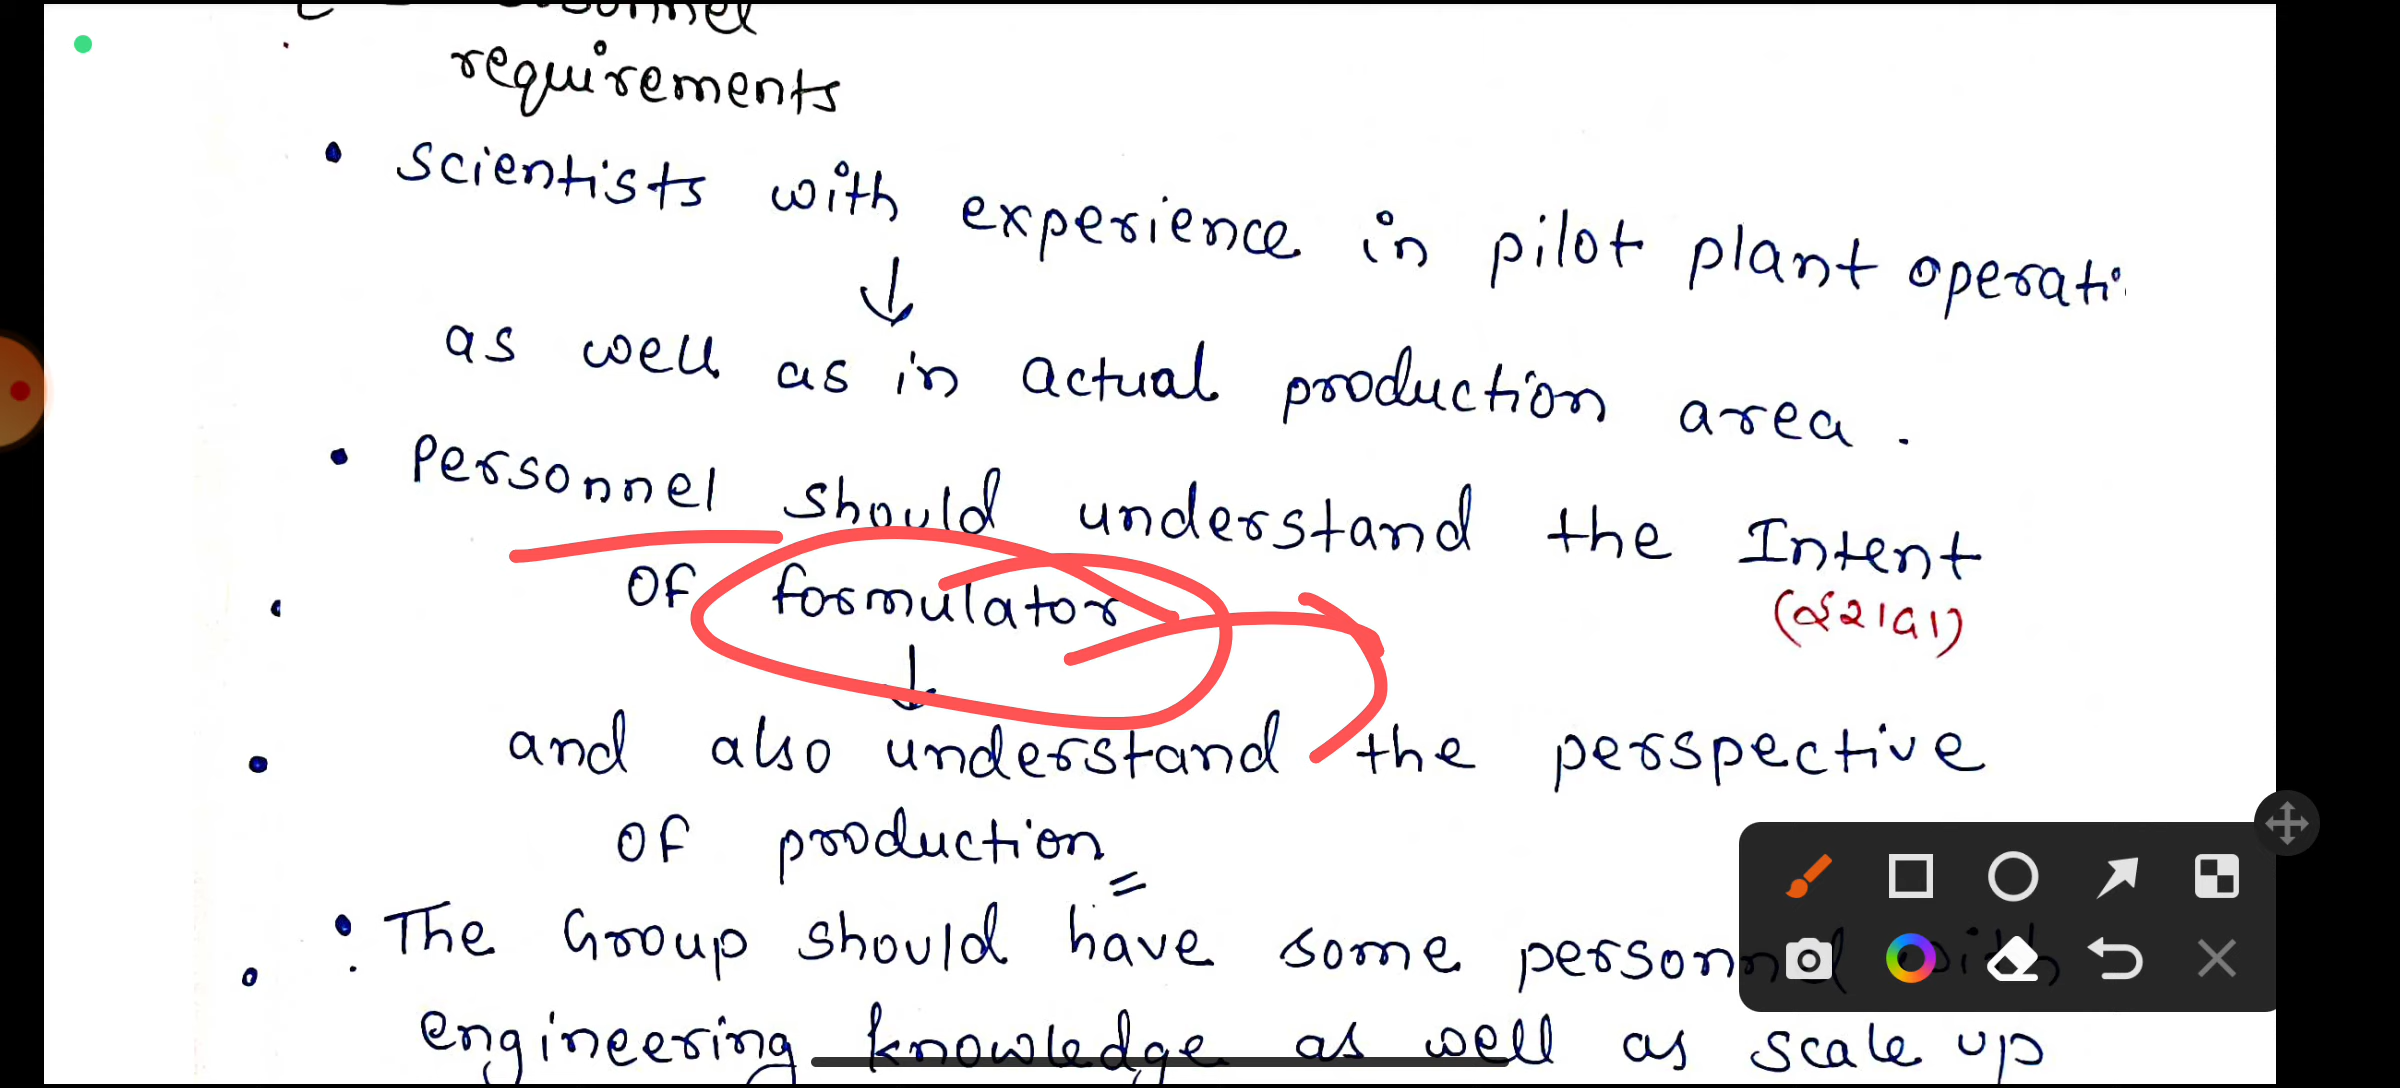 requirements
• Scientists with experience in pilot plant operati
↓
as well as in actual production area.
• Personnel should understand the Intent
of formulator
↓
and also understand the perspective
of production
• The Group should have some personnel with
engineering knowledge as well as scale up